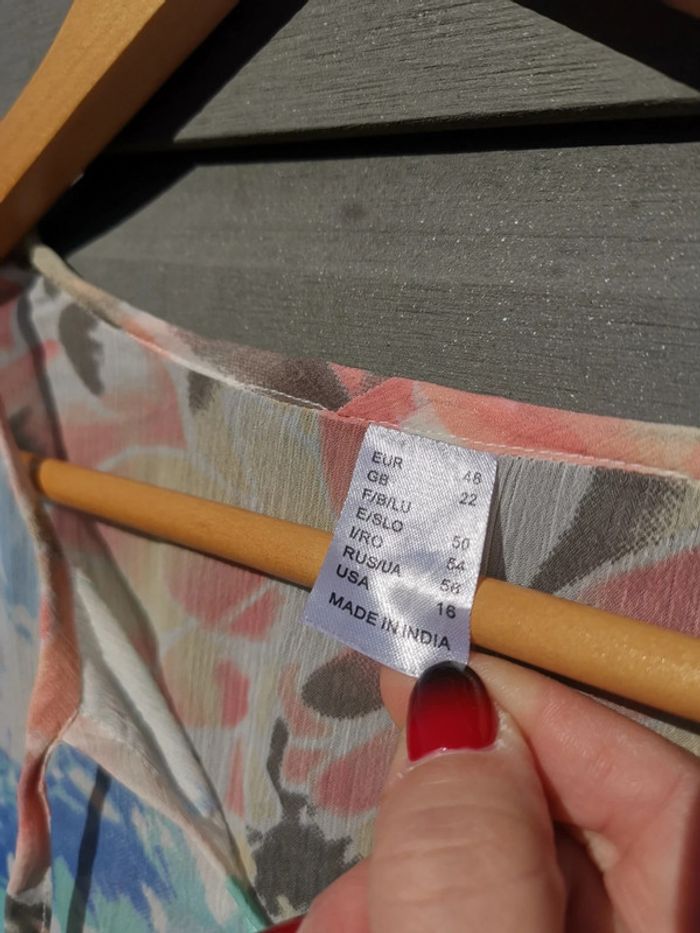 EUR 48
GB 22
F/B/LU
E/SLO 50
I/RO 54
RUS/UA 56
USA 16
MADE IN INDIA